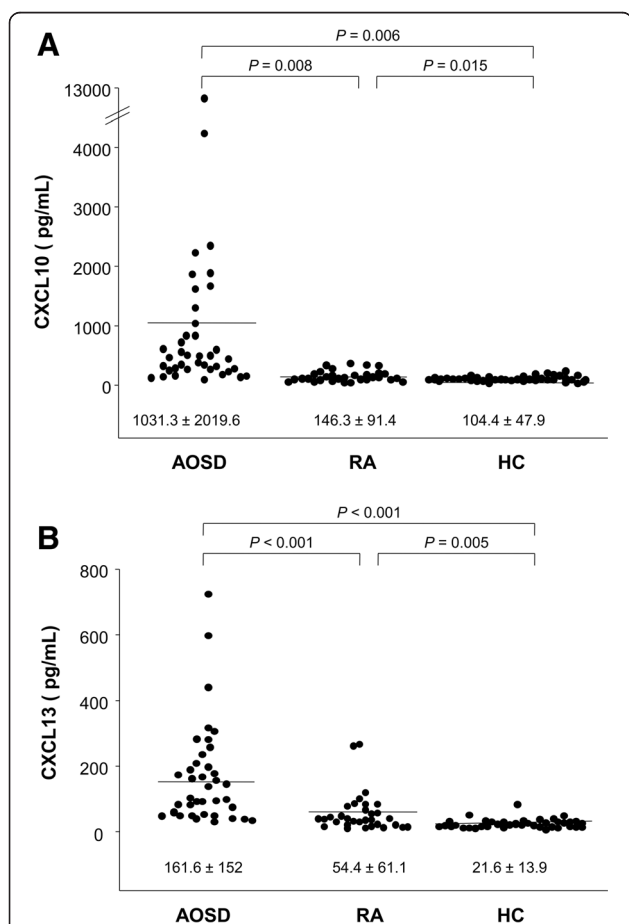 A
P = 0.006
P = 0.008 P = 0.015
13000
4000
3000
2000
1000
0
CXCL10 ( pg/mL)
1031.3 ± 2019.6 146.3 ± 91.4 104.4 ± 47.9
AOSD RA HC
B
P < 0.001
P < 0.001 P = 0.005
800
600
400
200
0
CXCL13 ( pg/mL)
161.6 ± 152 54.4 ± 61.1 21.6 ± 13.9
AOSD RA HC